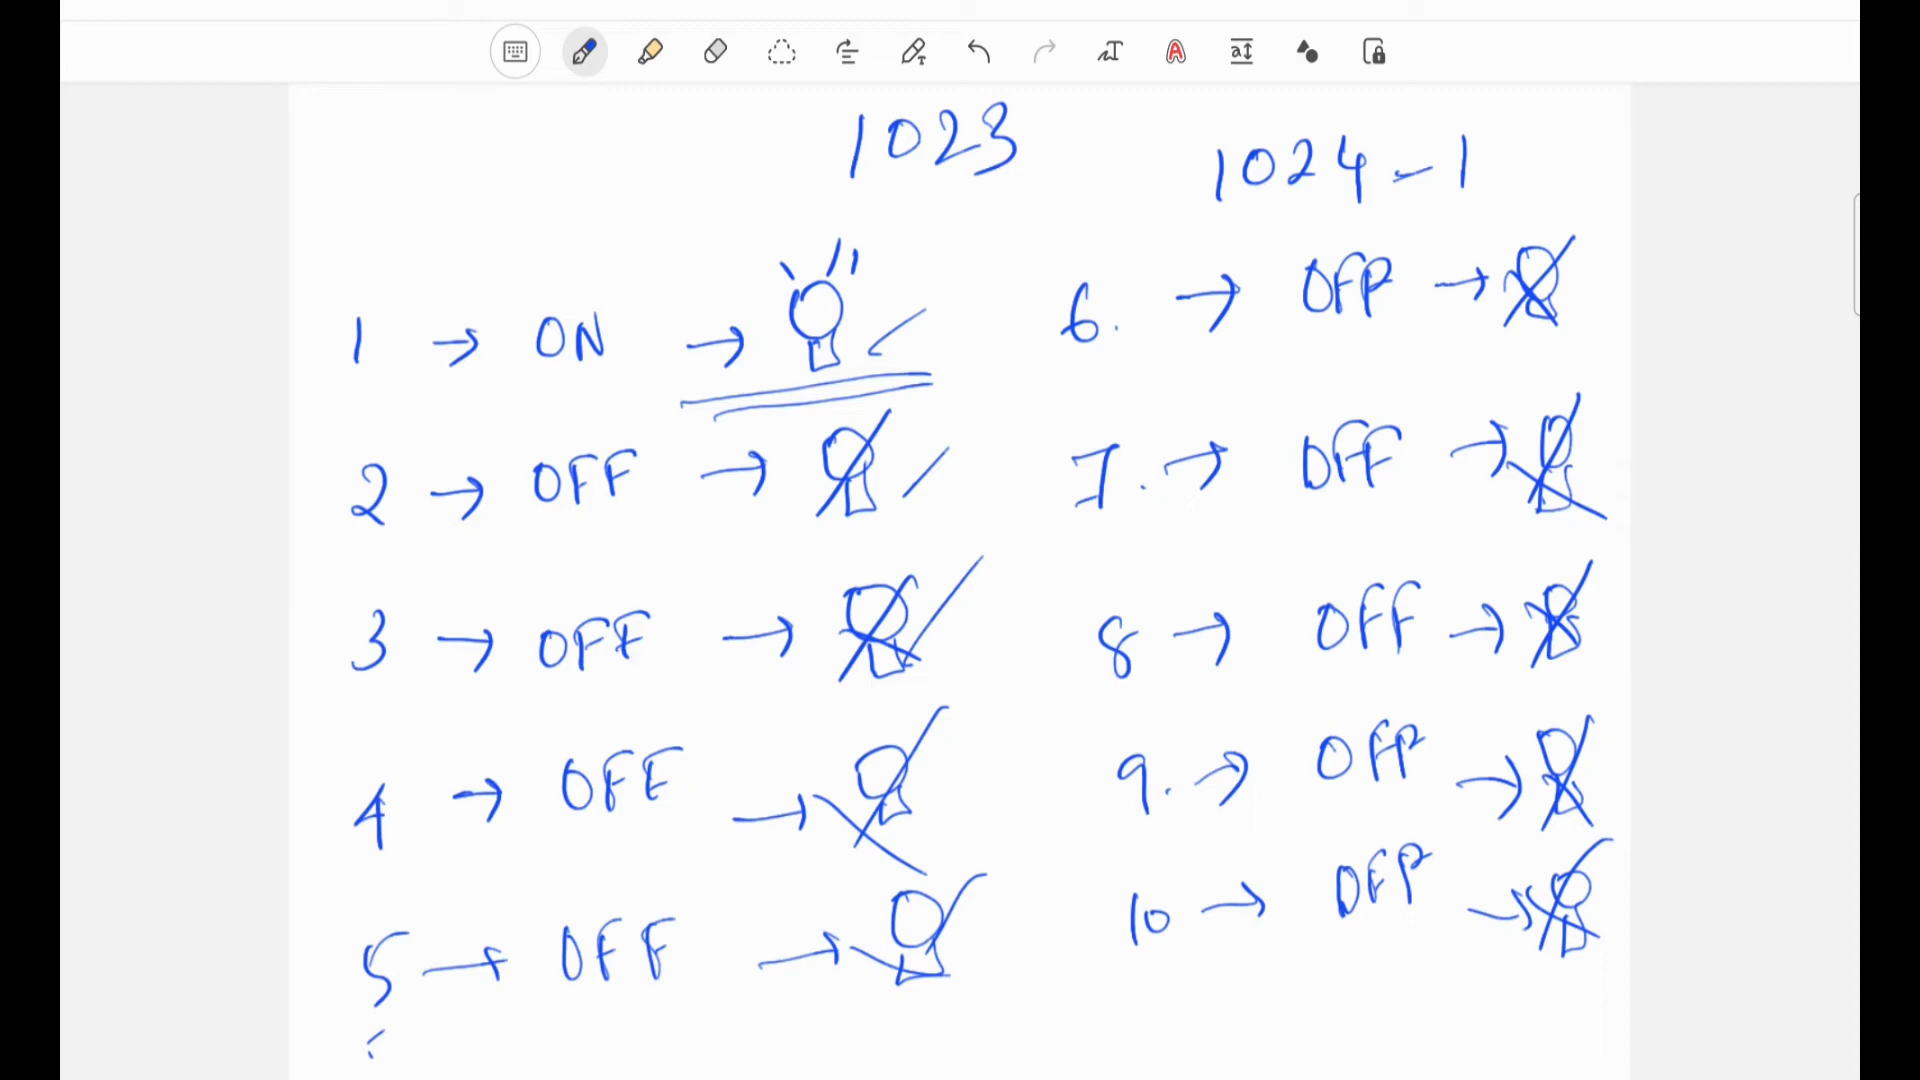 1023
1024 - 1
1 → ON →
2 → OFF →
3 → OFF →
4 → OFF →
5 → OFF →
6. → OFF →
7. → OFF →
8 → OFF →
9. → OFF →
10 → OFF →